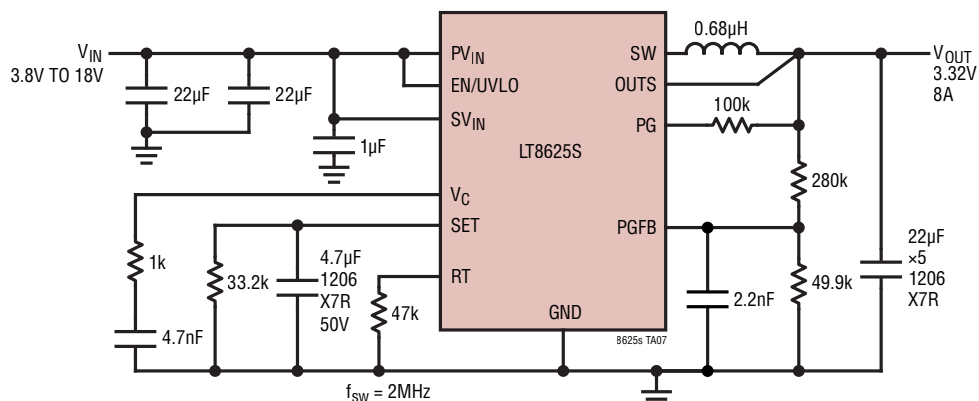 VIN
3.8V TO 18V
22µF
22µF
1µF
PVIN
EN/UVLO
SVIN
VC
SET
RT
LT8625S
SW
OUTS
PG
PGFB
GND
0.68µH
100k
VOUT
3.32V
8A
280k
49.9k
2.2nF
22µF
×5
1206
X7R
1k
4.7nF
33.2k
4.7µF
1206
X7R
50V
47k
8625s TA07
fSW = 2MHz